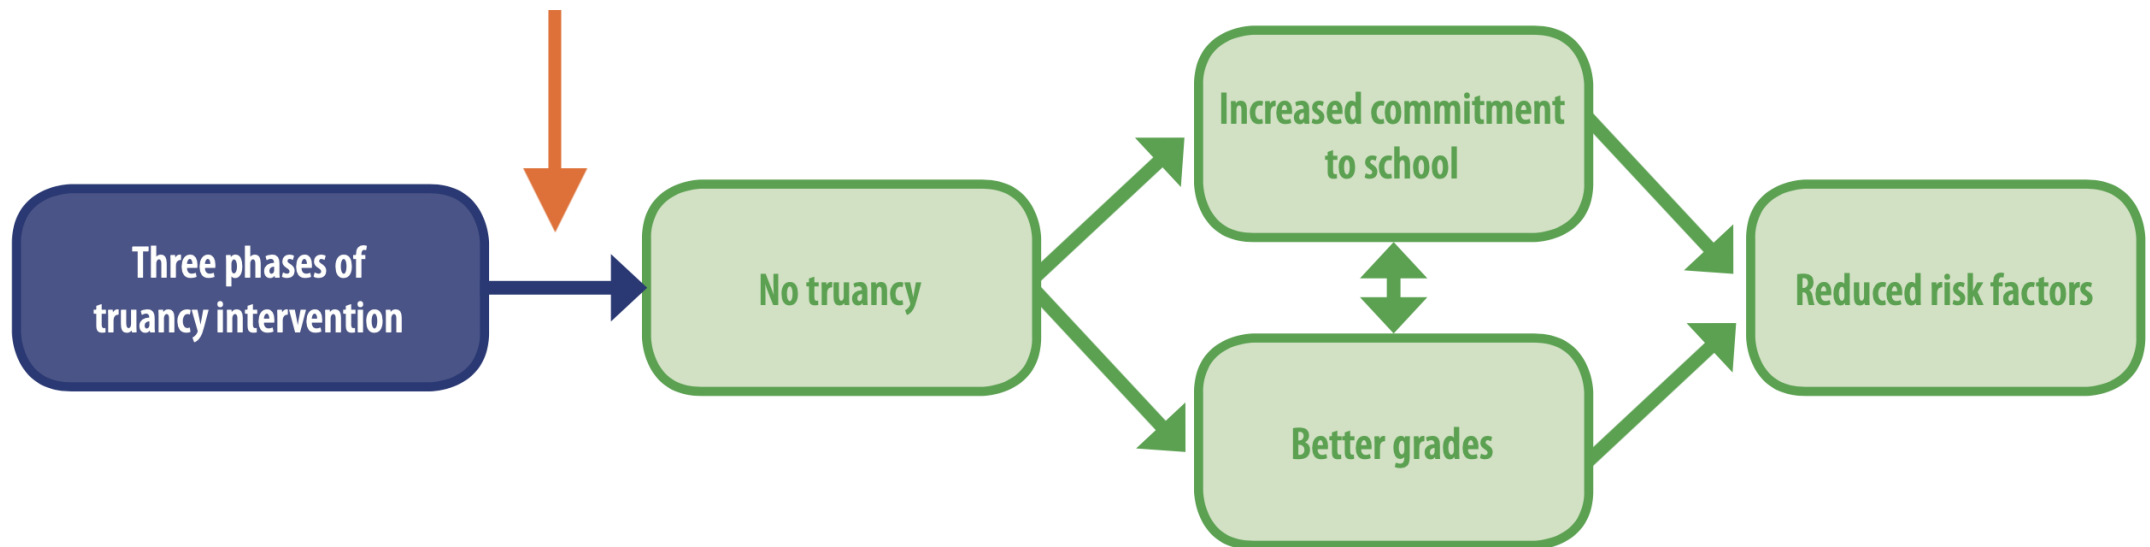 Three phases of
truancy intervention
No truancy
Increased commitment
to school
Better grades
Reduced risk factors